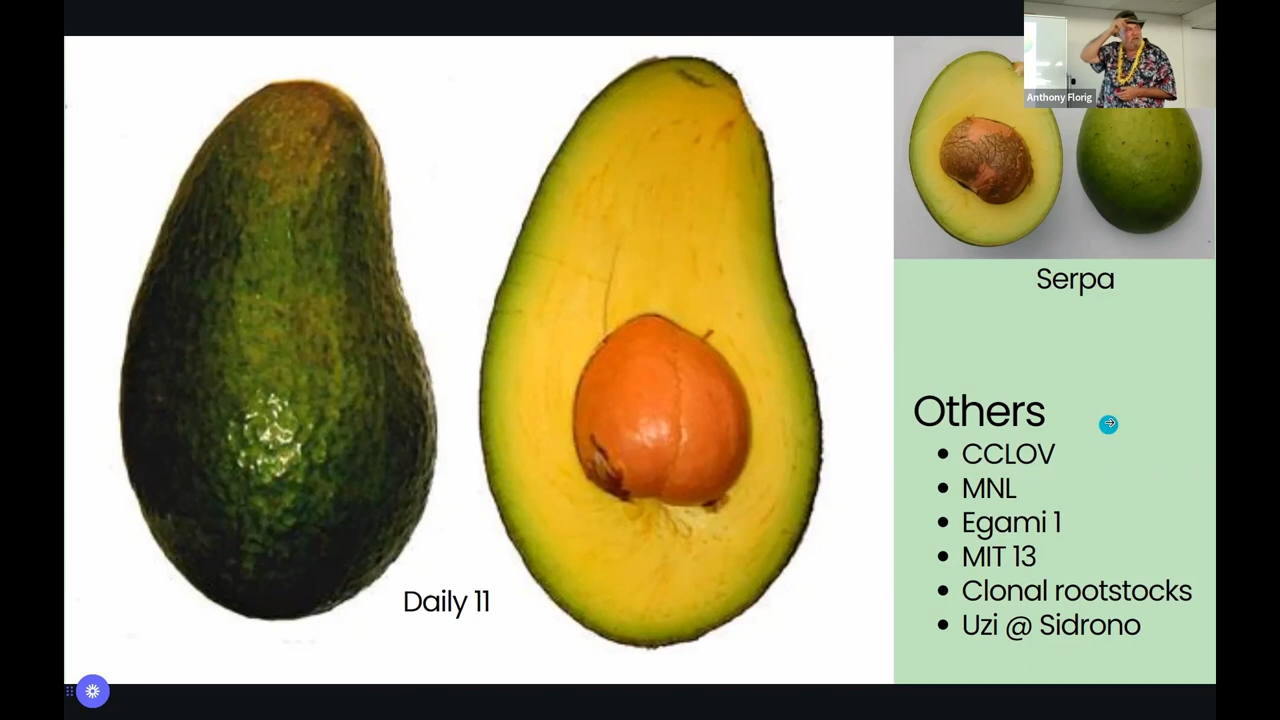 Anthony Florig
Serpa
Others
CCLOV
MNL
Egami 1
MIT 13
Clonal rootstocks
Uzi @ Sidrono
Daily 11